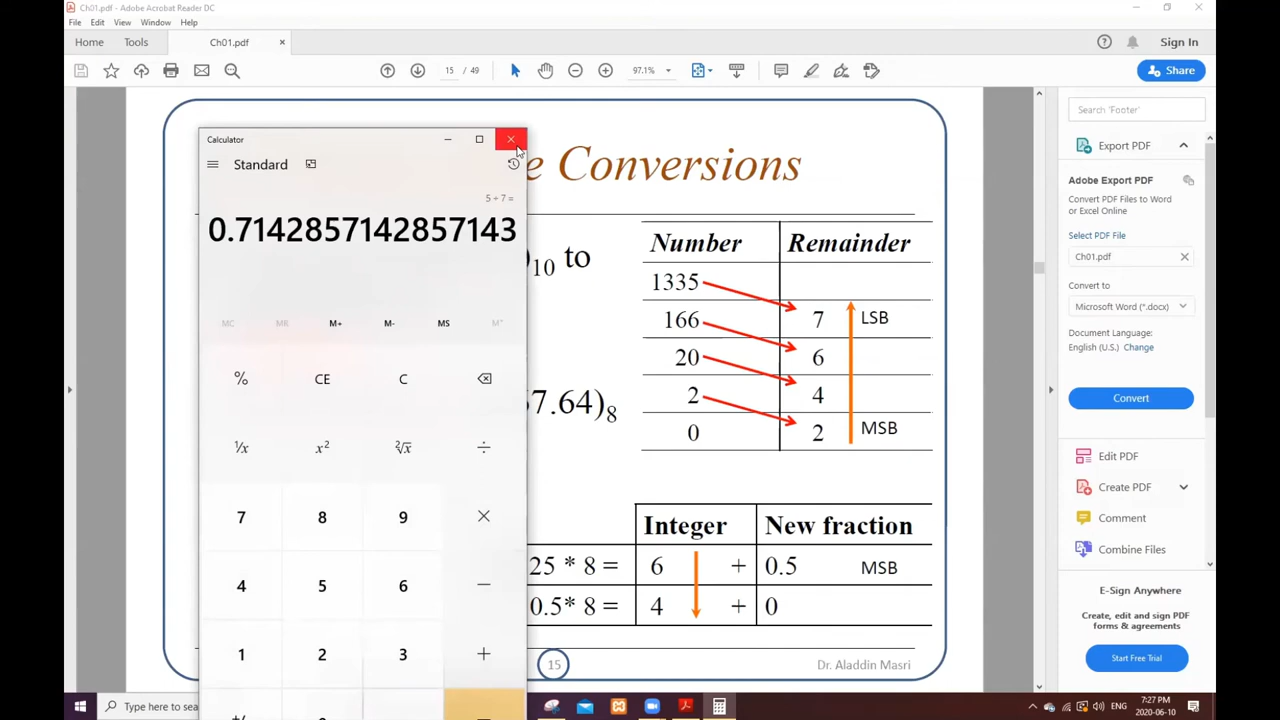 Ch01.pdf - Adobe Acrobat Reader DC
File Edit View Window Help
Home Tools Ch01.pdf × Sign In
15 / 49 97.1% Share
Calculator
Standard
5 ÷ 7 =
0.7142857142857143
MC MR M+ M- MS M˅
% CE C
¹/x x² ²√x ÷
7 8 9 ×
4 5 6 −
1 2 3 +
e Conversions
)10 to
7.64)8
Number Remainder
1335
166 7 LSB
20 6
2 4
0 2 MSB
Integer New fraction
25 * 8 = 6 + 0.5 MSB
0.5* 8 = 4 + 0
15 Dr. Aladdin Masri
Search 'Footer'
Export PDF
Adobe Export PDF
Convert PDF Files to Word
or Excel Online
Select PDF File
Ch01.pdf ×
Convert to
Microsoft Word (*.docx)
Document Language:
English (U.S.) Change
Convert
Edit PDF
Create PDF
Comment
Combine Files
E-Sign Anywhere
Create, edit and sign PDF
forms & agreements
Start Free Trial
Type here to sea
7:27 PM
2020-06-10